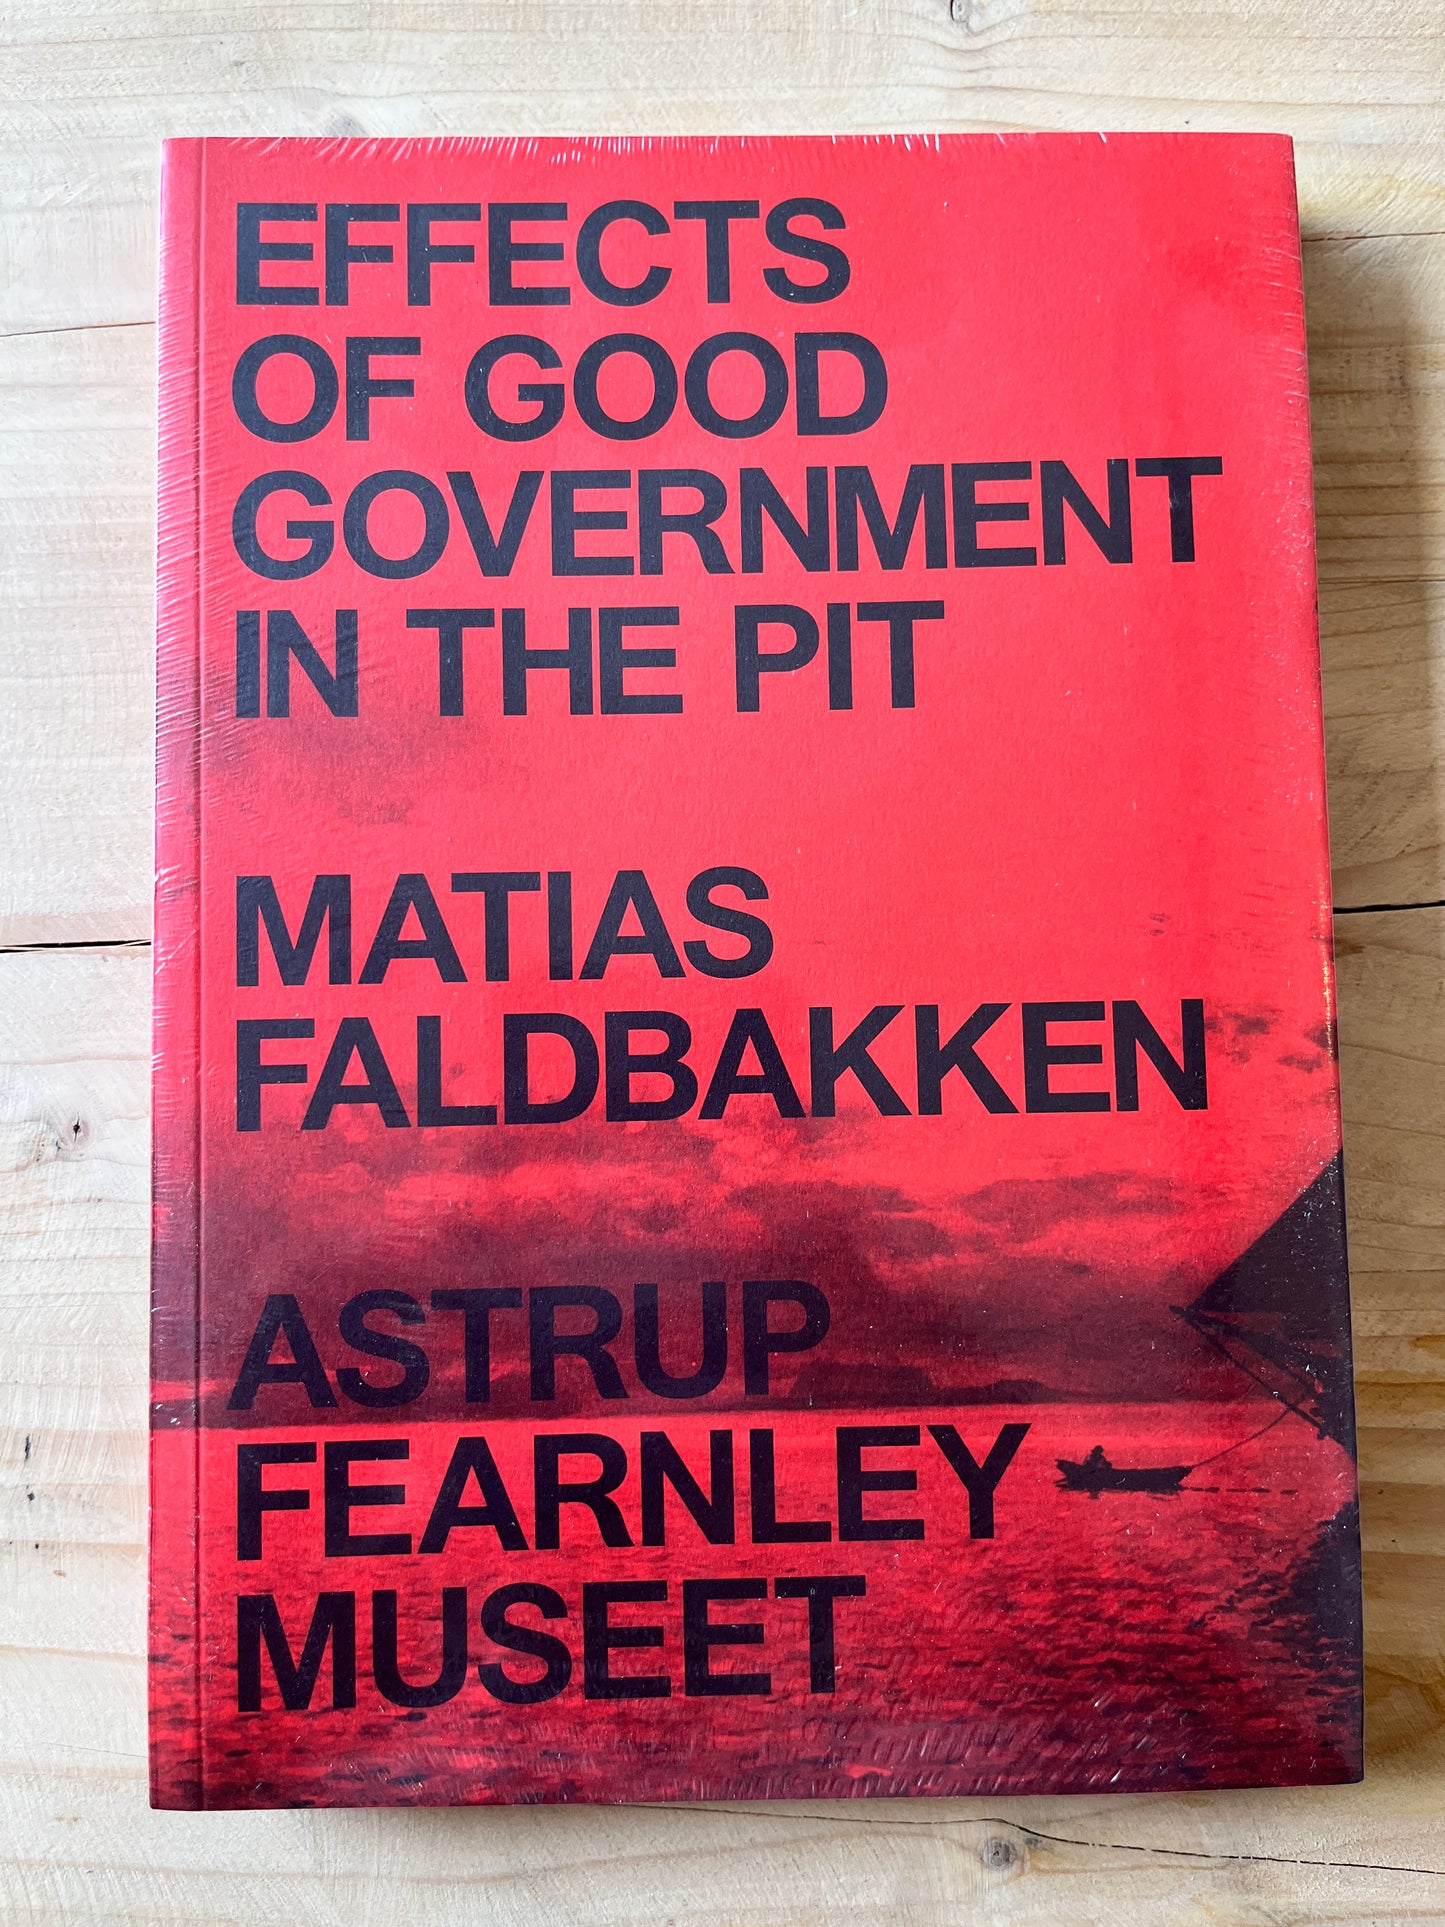 EFFECTS
OF GOOD
GOVERNMENT
IN THE PIT
MATIAS
FALDBAKKEN
ASTRUP
FEARNLEY
MUSEET